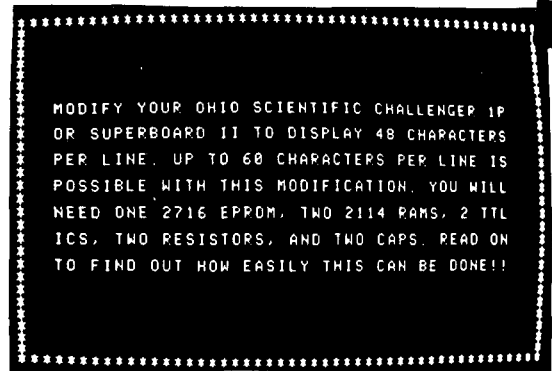 MODIFY YOUR OHIO SCIENTIFIC CHALLENGER 1P
OR SUPERBOARD II TO DISPLAY 48 CHARACTERS
PER LINE. UP TO 60 CHARACTERS PER LINE IS
POSSIBLE WITH THIS MODIFICATION. YOU WILL
NEED ONE 2716 EPROM, TWO 2114 RAMS, 2 TTL
ICS, TWO RESISTORS, AND TWO CAPS. READ ON
TO FIND OUT HOW EASILY THIS CAN BE DONE!!